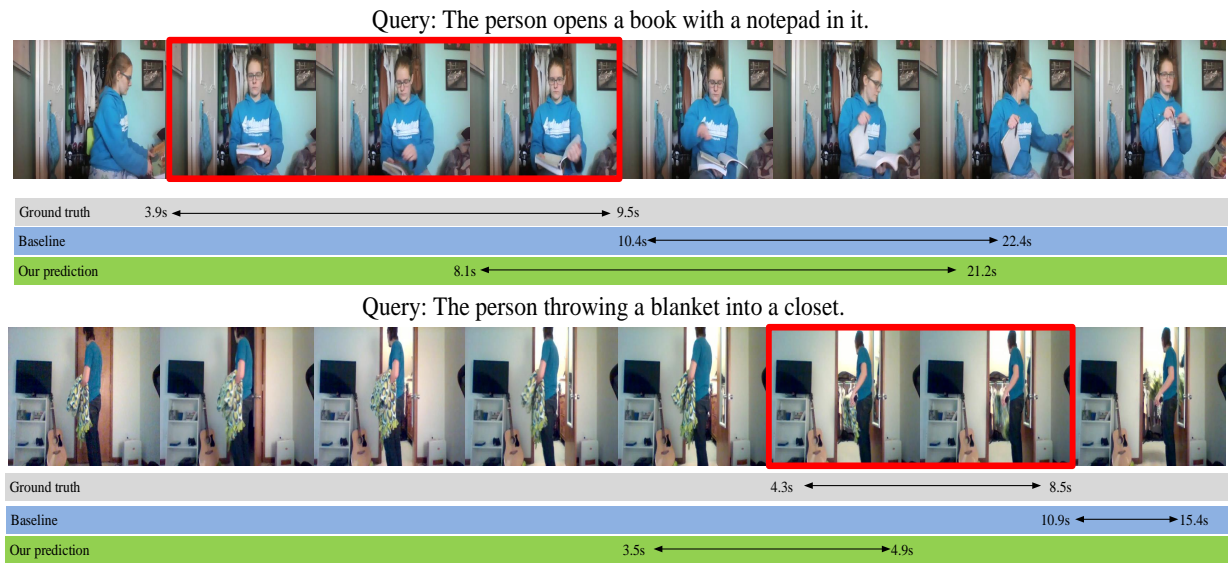 Query: The person opens a book with a notepad in it.
Ground truth 3.9s 9.5s
Baseline 10.4s 22.4s
Our prediction 8.1s 21.2s
Query: The person throwing a blanket into a closet.
Ground truth 4.3s 8.5s
Baseline 10.9s 15.4s
Our prediction 3.5s 4.9s